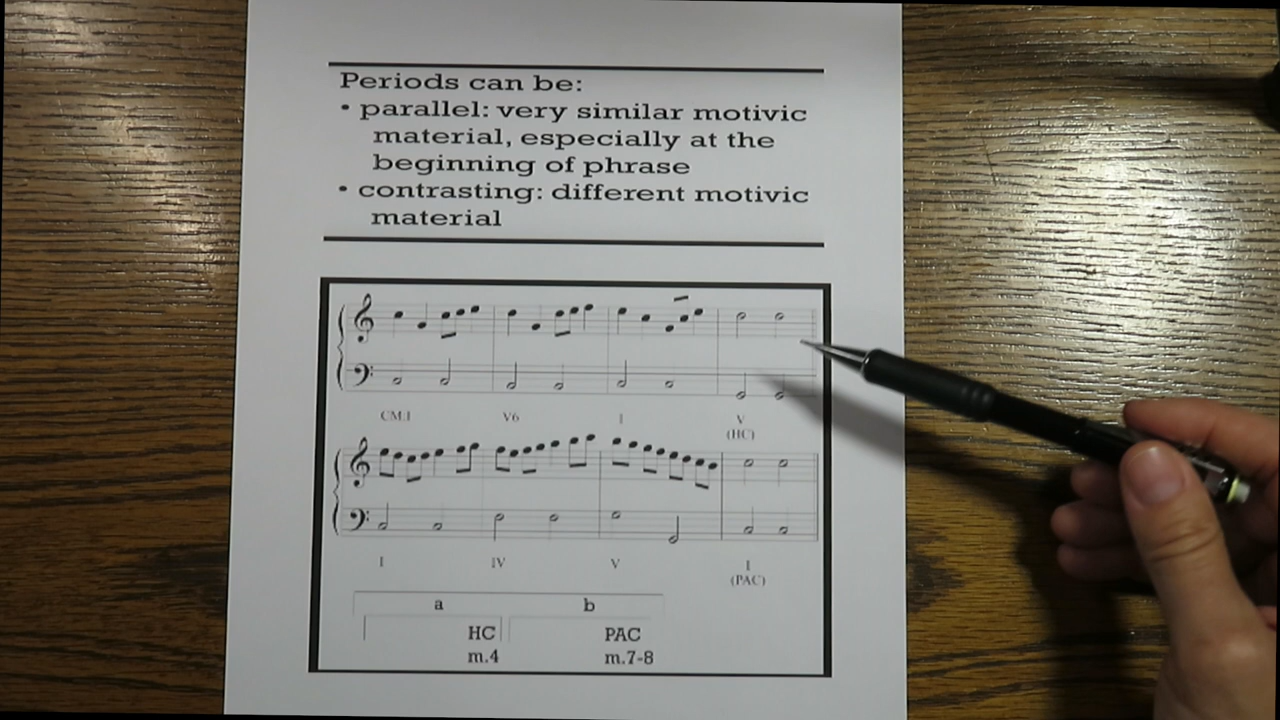 Periods can be:
• parallel: very similar motivic
material, especially at the
beginning of phrase
• contrasting: different motivic
material
CM:I V6 I V
(HC)
I IV V I
(PAC)
a b
HC PAC
m.4 m.7-8